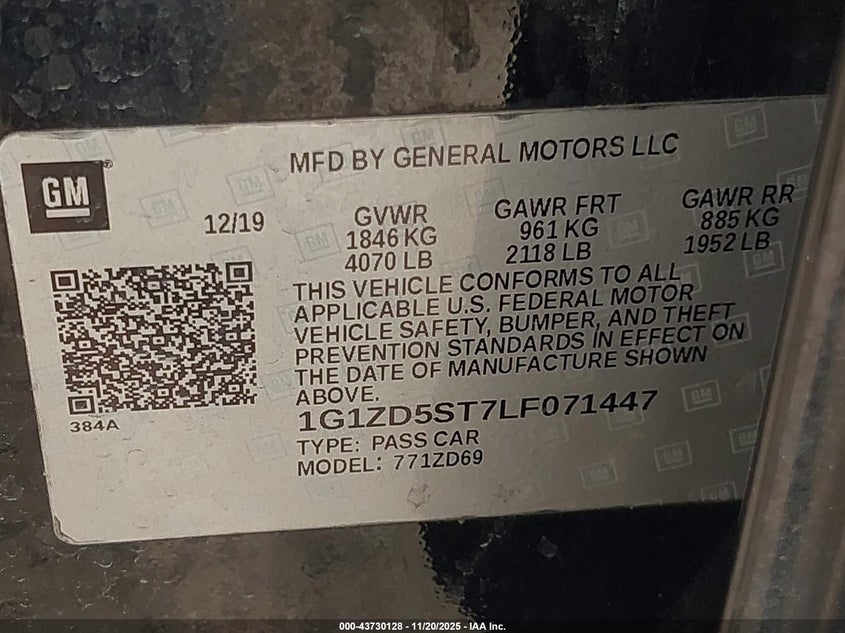 MFD BY GENERAL MOTORS LLC
GM
12/19
GVWR
1846 KG
4070 LB
GAWR FRT
961 KG
2118 LB
GAWR RR
885 KG
1952 LB
THIS VEHICLE CONFORMS TO ALL
APPLICABLE U.S. FEDERAL MOTOR
VEHICLE SAFETY, BUMPER, AND THEFT
PREVENTION STANDARDS IN EFFECT ON
THE DATE OF MANUFACTURE SHOWN
ABOVE.
384A
1G1ZD5ST7LF071447
TYPE: PASS CAR
MODEL: 771ZD69
000-43730128 - 11/20/2025 - IAA Inc.